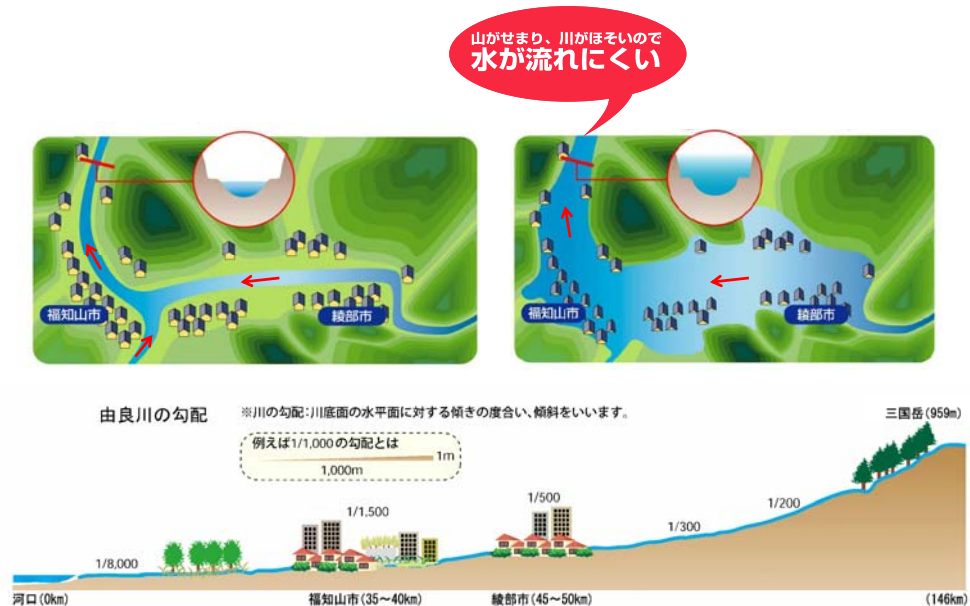 山がせまり、川がほそいので
水が流れにくい
福知山市
綾部市
福知山市
綾部市
由良川の勾配
※川の勾配：川底面の水平面に対する傾きの度合い、傾斜をいいます。
例えば1/1,000の勾配とは
1m
1,000m
三国岳(959m)
1/8,000
1/1,500
1/500
1/300
1/200
河口(0km)
福知山市(35～40km)
綾部市(45～50km)
(146km)